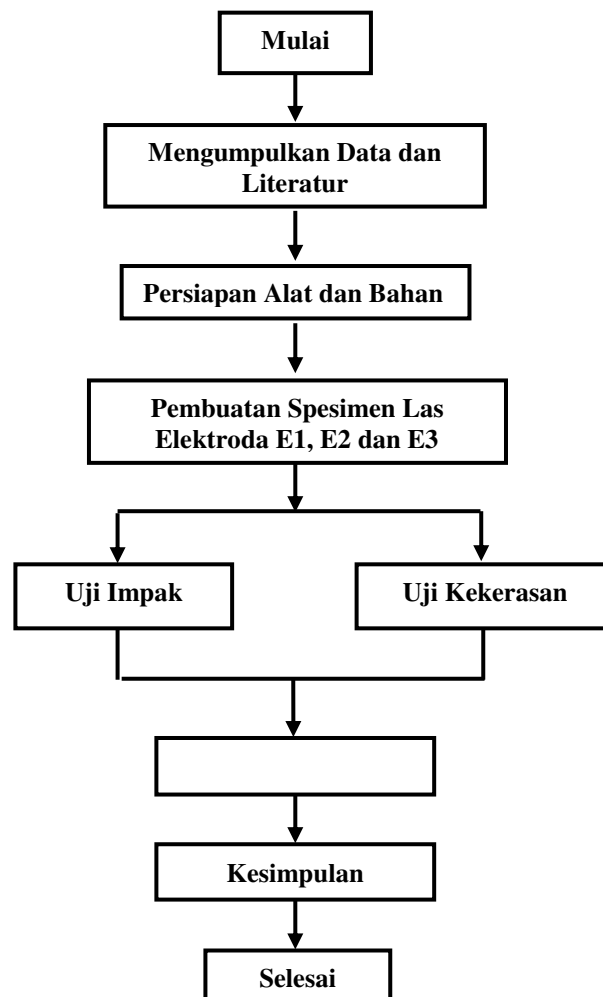 Mulai
Mengumpulkan Data dan
Literatur
Persiapan Alat dan Bahan
Pembuatan Spesimen Las
Elektroda E1, E2 dan E3
Uji Impak
Uji Kekerasan
Kesimpulan
Selesai